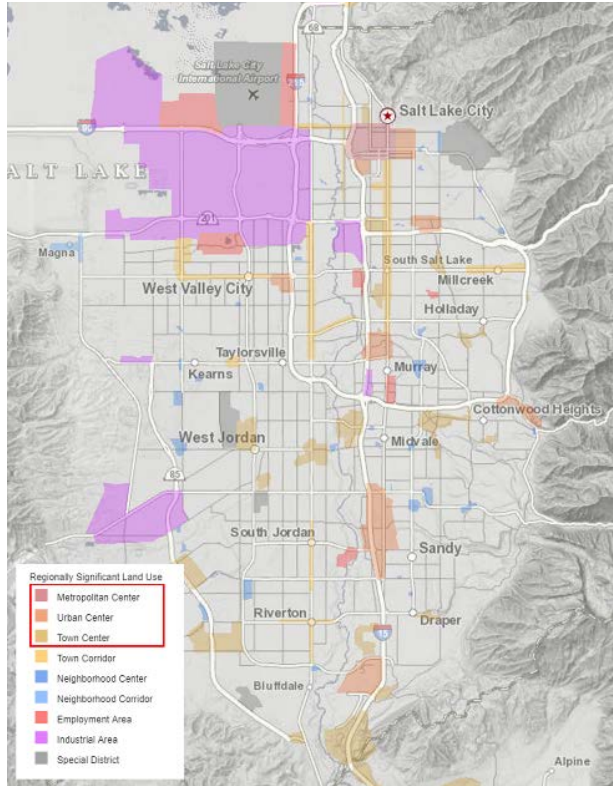 68
Salt Lake City
International Airport
Salt Lake City
80
ALT LAKE
201
Magna
South Salt Lake
West Valley City
Millcreek
Holladay
Taylorsville
Murray
Kearns
Cottonwood Heights
West Jordan
Midvale
85
South Jordan
Sandy
Regionally Significant Land Use
Metropolitan Center
Urban Center
Town Center
Town Corridor
Neighborhood Center
Neighborhood Corridor
Employment Area
Industrial Area
Special District
Riverton
Draper
15
Bluffdale
Alpine